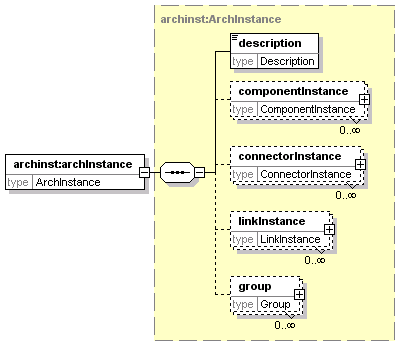 archinst:ArchInstance
description
type Description
componentInstance
type ComponentInstance
0..∞
connectorInstance
type ConnectorInstance
0..∞
archinst:archInstance
type ArchInstance
linkInstance
type LinkInstance
0..∞
group
type Group
0..∞